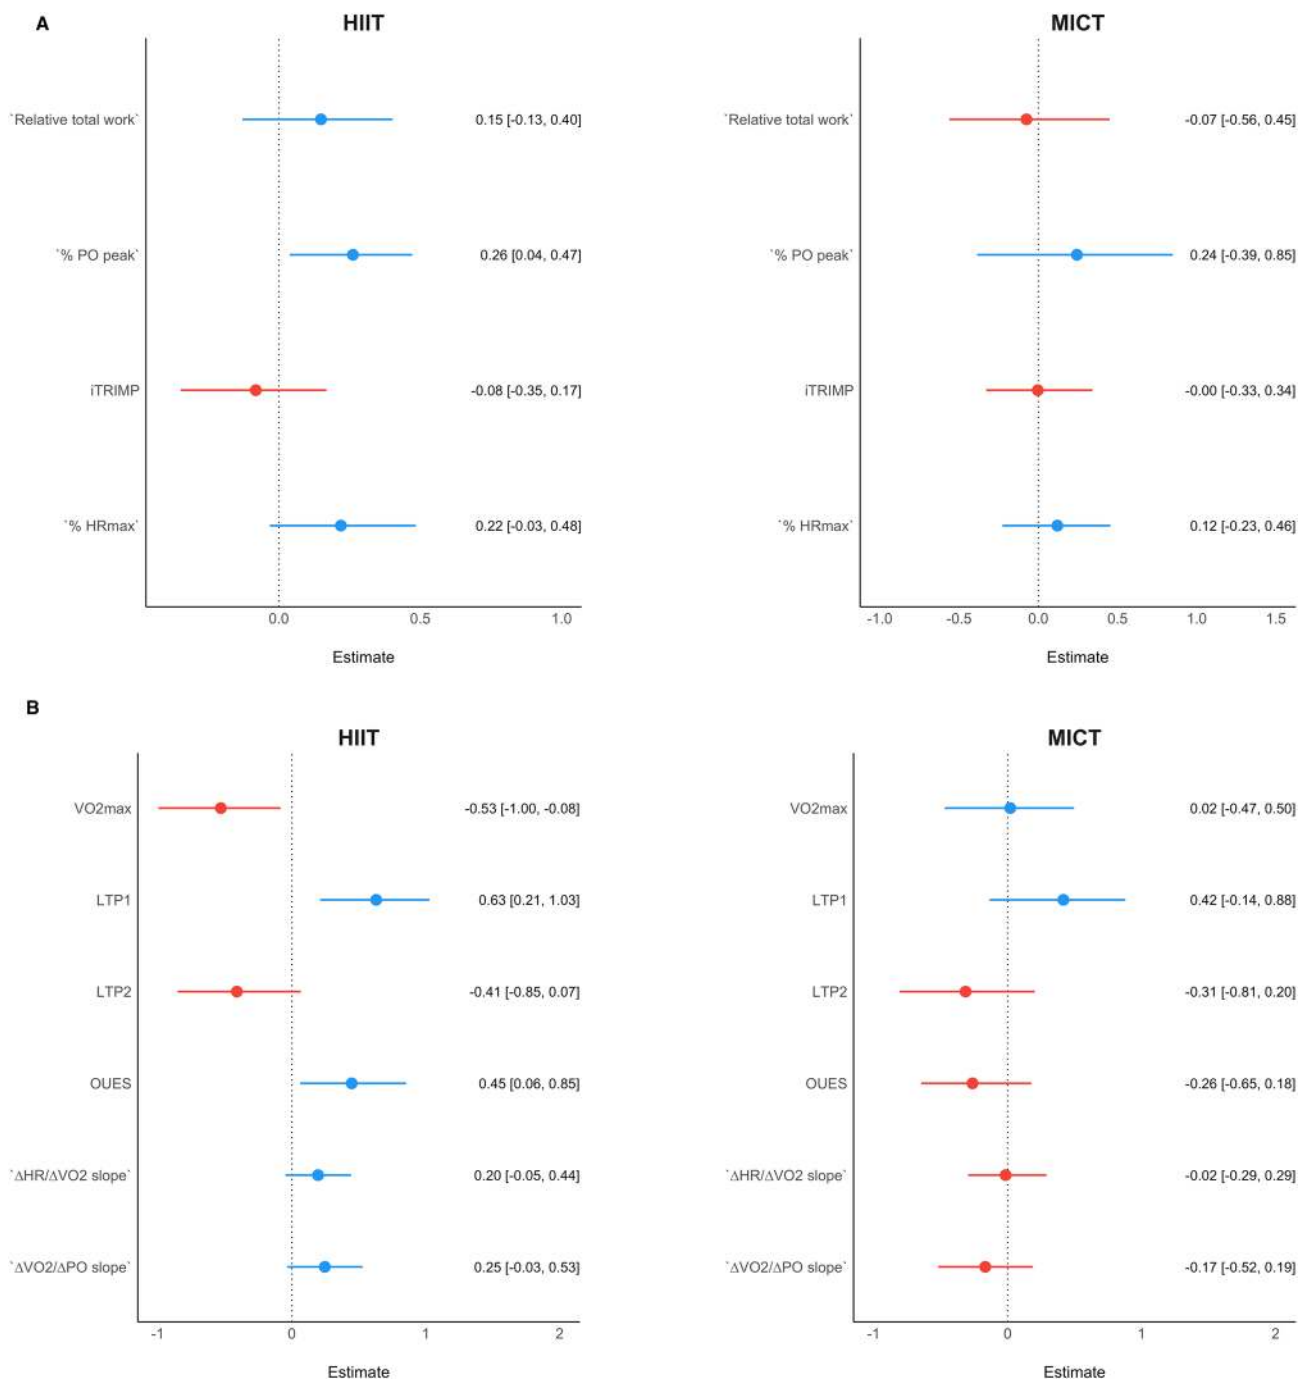 A
HIIT
MICT
`Relative total work`
0.15 [-0.13, 0.40]
`Relative total work`
-0.07 [-0.56, 0.45]
`% PO peak`
0.26 [0.04, 0.47]
`% PO peak`
0.24 [-0.39, 0.85]
iTRIMP
-0.08 [-0.35, 0.17]
iTRIMP
-0.00 [-0.33, 0.34]
`% HRmax`
0.22 [-0.03, 0.48]
`% HRmax`
0.12 [-0.23, 0.46]
0.0 0.5 1.0
-1.0 -0.5 0.0 0.5 1.0 1.5
Estimate
Estimate
B
HIIT
MICT
VO2max
-0.53 [-1.00, -0.08]
VO2max
0.02 [-0.47, 0.50]
LTP1
0.63 [0.21, 1.03]
LTP1
0.42 [-0.14, 0.88]
LTP2
-0.41 [-0.85, 0.07]
LTP2
-0.31 [-0.81, 0.20]
OUES
0.45 [0.06, 0.85]
OUES
-0.26 [-0.65, 0.18]
`ΔHR/ΔVO2 slope`
0.20 [-0.05, 0.44]
`ΔHR/ΔVO2 slope`
-0.02 [-0.29, 0.29]
`ΔVO2/ΔPO slope`
0.25 [-0.03, 0.53]
`ΔVO2/ΔPO slope`
-0.17 [-0.52, 0.19]
-1 0 1 2
-1 0 1 2
Estimate
Estimate